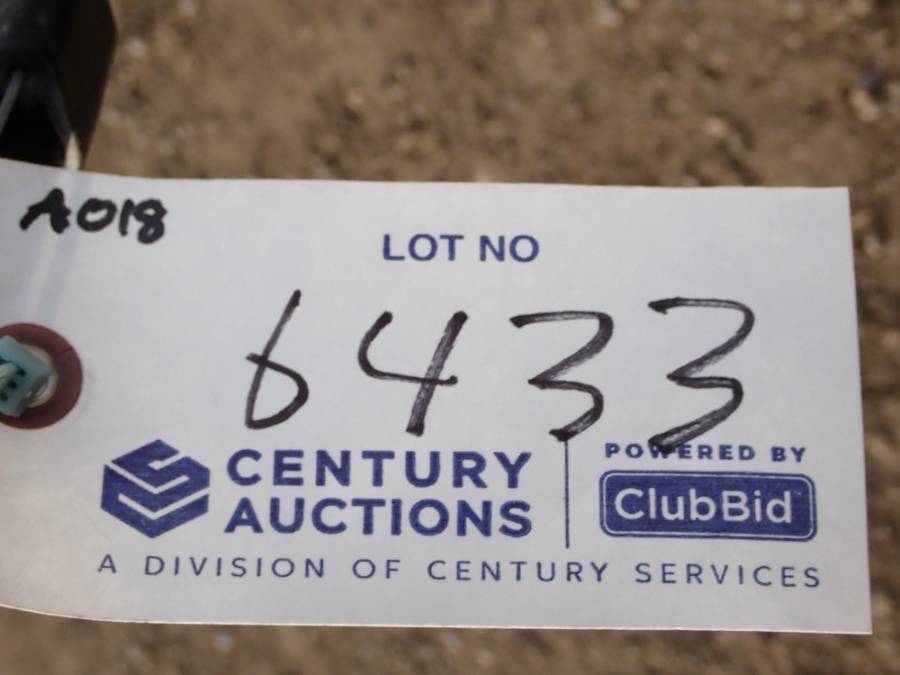 A018
LOT NO
6433
CENTURY AUCTIONS
POWERED BY
ClubBid
A DIVISION OF CENTURY SERVICES